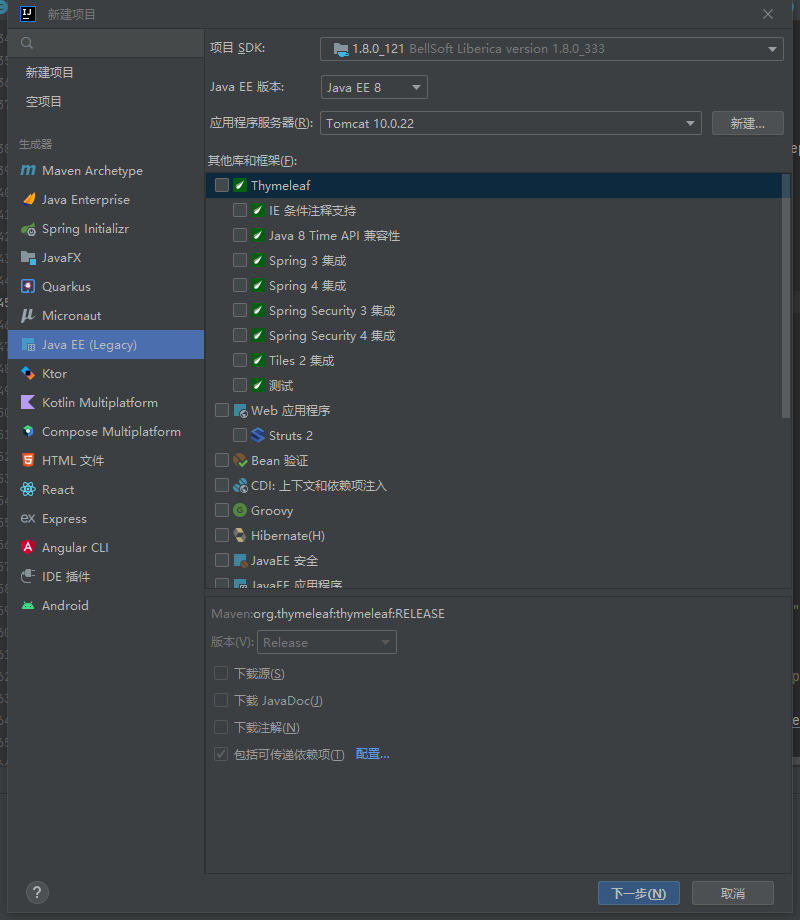 新建项目
项目 SDK:
1.8.0_121 BellSoft Liberica version 1.8.0_333
新建项目
空项目
Java EE 版本:
Java EE 8
应用程序服务器(R):
Tomcat 10.0.22
新建...
生成器
Maven Archetype
Java Enterprise
Spring Initializr
JavaFX
Quarkus
Micronaut
Java EE (Legacy)
Ktor
Kotlin Multiplatform
Compose Multiplatform
HTML 文件
React
Express
Angular CLI
IDE 插件
Android
其他库和框架(F):
Thymeleaf
IE 条件注释支持
Java 8 Time API 兼容性
Spring 3 集成
Spring 4 集成
Spring Security 3 集成
Spring Security 4 集成
Tiles 2 集成
测试
Web 应用程序
Struts 2
Bean 验证
CDI: 上下文和依赖项注入
Groovy
Hibernate(H)
JavaEE 安全
JavaEE 应用程序
Maven:org.thymeleaf:thymeleaf:RELEASE
版本(V):
Release
下载源(S)
下载 JavaDoc(J)
下载注解(N)
包括可传递依赖项(T)
配置...
?
下一步(N)
取消